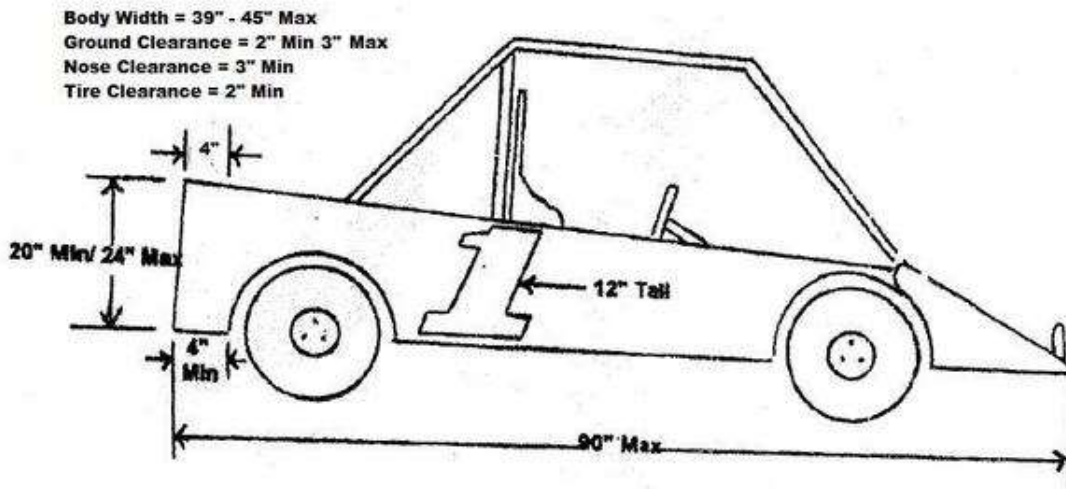 Body Width = 39" - 45" Max
Ground Clearance = 2" Min 3" Max
Nose Clearance = 3" Min
Tire Clearance = 2" Min
4"
20" Min/ 24" Max
1
12" Tall
4"
Min
90" Max